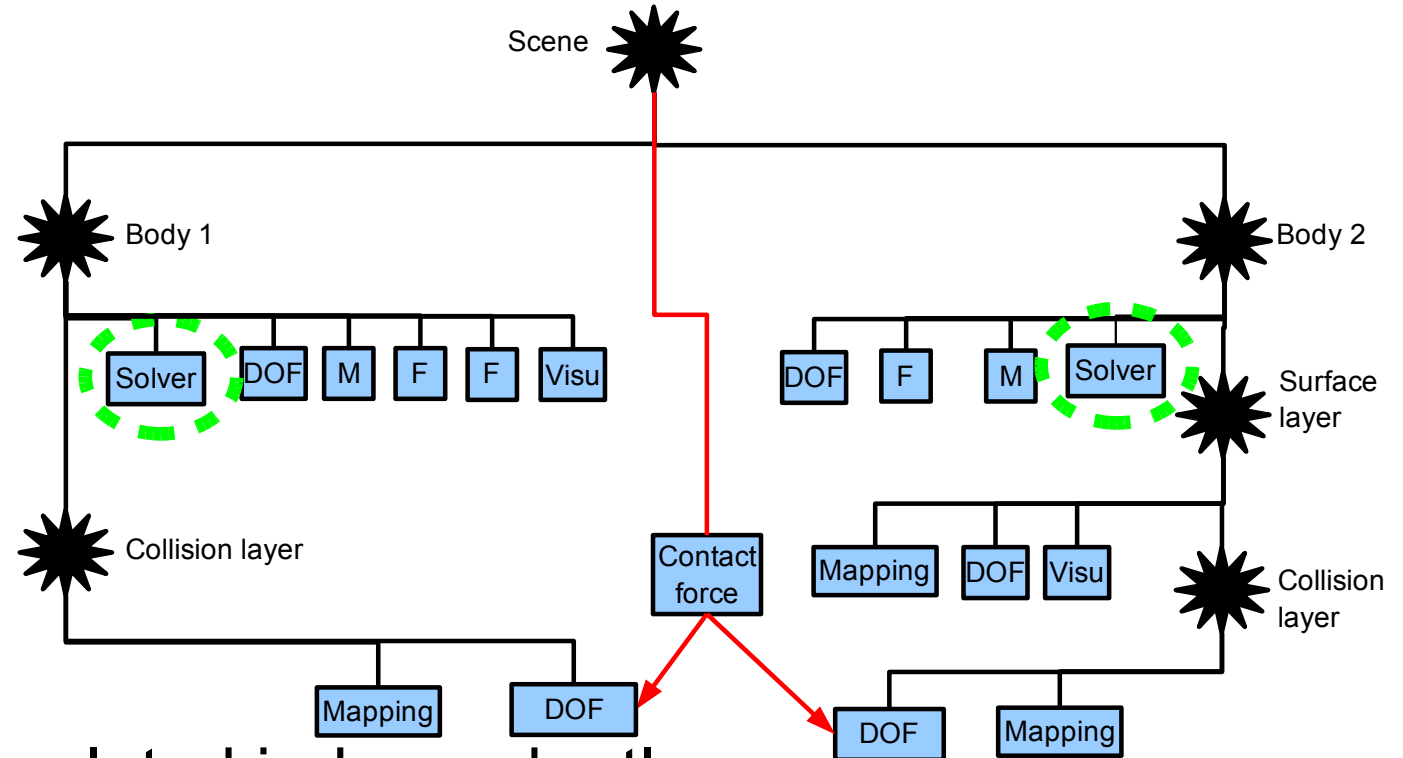 Scene
Body 1
Body 2
Solver
DOF
M
F
F
Visu
DOF
F
M
Solver
Surface
layer
Collision layer
Contact
force
Mapping
DOF
Visu
Collision
layer
Mapping
DOF
DOF
Mapping